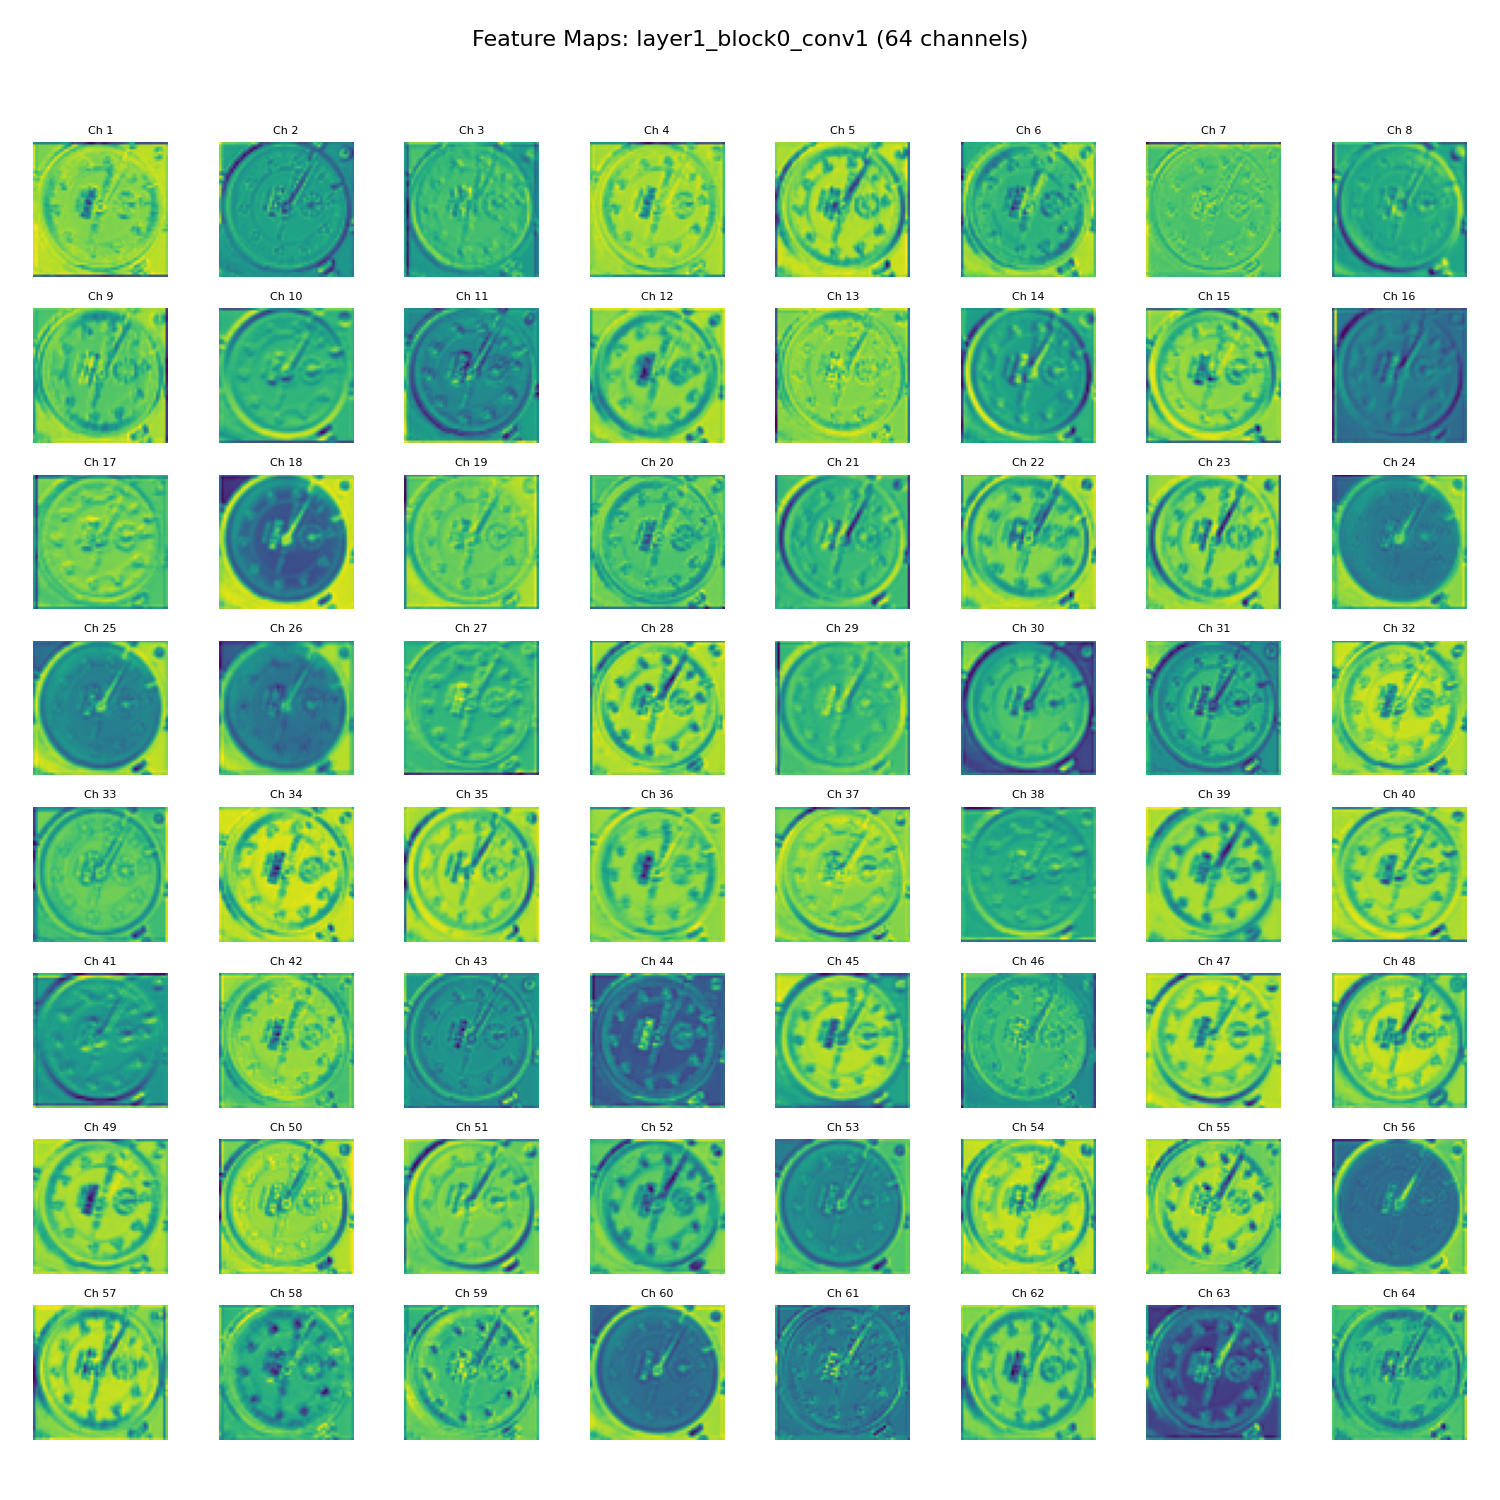 Feature Maps: layer1_block0_conv1 (64 channels)
Ch 1 Ch 2 Ch 3 Ch 4 Ch 5 Ch 6 Ch 7 Ch 8
Ch 9 Ch 10 Ch 11 Ch 12 Ch 13 Ch 14 Ch 15 Ch 16
Ch 17 Ch 18 Ch 19 Ch 20 Ch 21 Ch 22 Ch 23 Ch 24
Ch 25 Ch 26 Ch 27 Ch 28 Ch 29 Ch 30 Ch 31 Ch 32
Ch 33 Ch 34 Ch 35 Ch 36 Ch 37 Ch 38 Ch 39 Ch 40
Ch 41 Ch 42 Ch 43 Ch 44 Ch 45 Ch 46 Ch 47 Ch 48
Ch 49 Ch 50 Ch 51 Ch 52 Ch 53 Ch 54 Ch 55 Ch 56
Ch 57 Ch 58 Ch 59 Ch 60 Ch 61 Ch 62 Ch 63 Ch 64